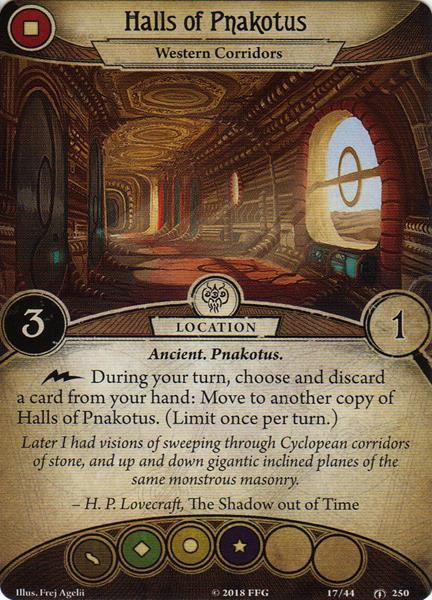 Halls of Pnakotus
Western Corridors
3
1
LOCATION
Ancient. Pnakotus.
During your turn, choose and discard
a card from your hand: Move to another copy of
Halls of Pnakotus. (Limit once per turn.)
Later I had visions of sweeping through Cyclopean corridors
of stone, and up and down gigantic inclined planes of the
same monstrous masonry.
– H. P. Lovecraft, The Shadow out of Time
Illus. Frej Agelii
© 2018 FFG
17/44
250